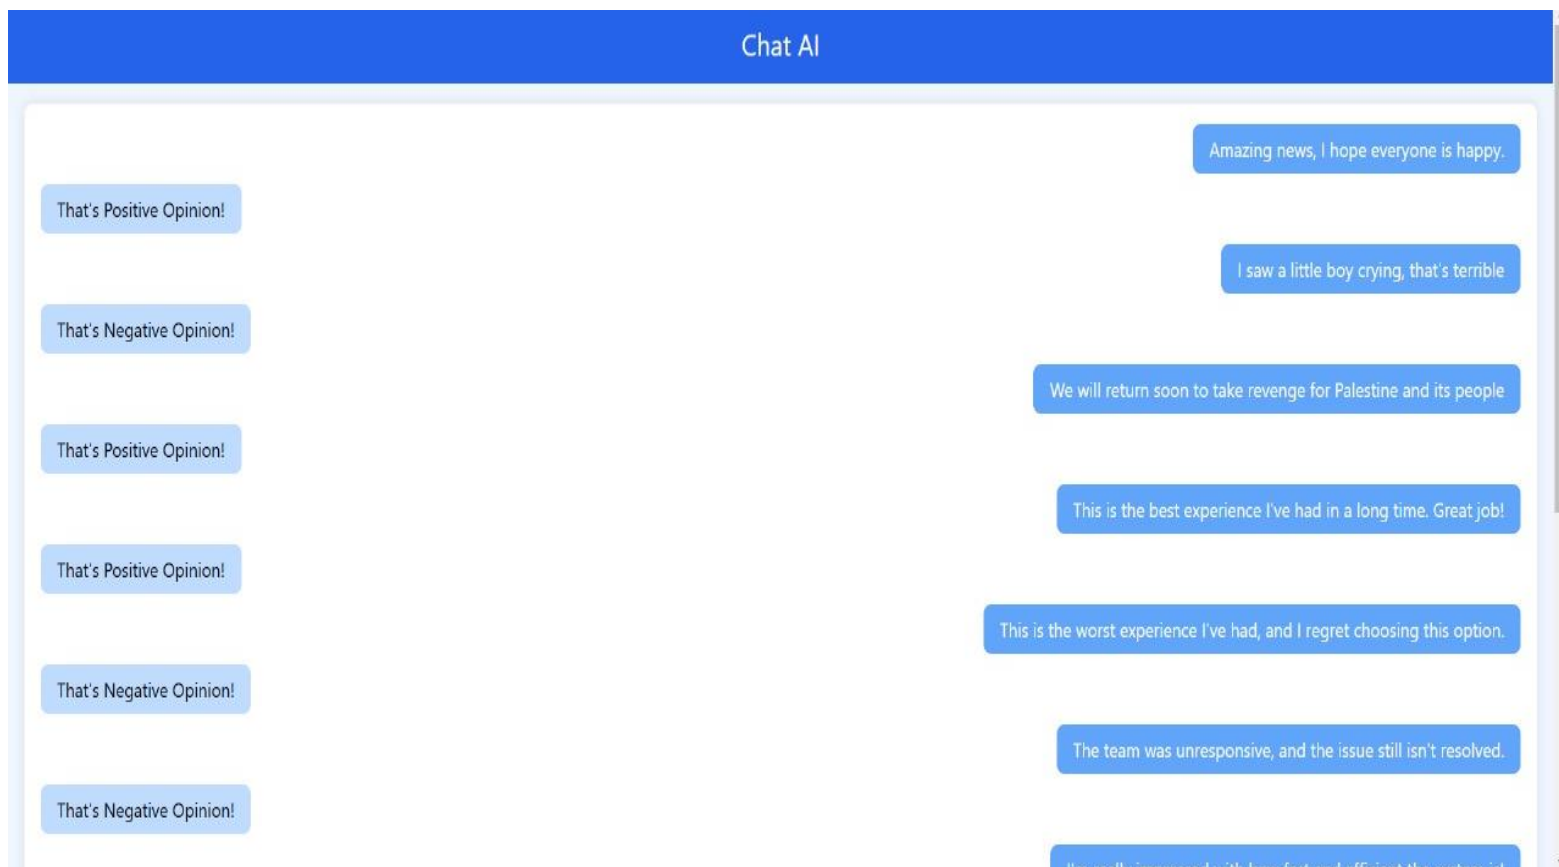 Chat AI
Amazing news, I hope everyone is happy.
That's Positive Opinion!
I saw a little boy crying, that's terrible
That's Negative Opinion!
We will return soon to take revenge for Palestine and its people
That's Positive Opinion!
This is the best experience I've had in a long time. Great job!
That's Positive Opinion!
This is the worst experience I've had, and I regret choosing this option.
That's Negative Opinion!
The team was unresponsive, and the issue still isn't resolved.
That's Negative Opinion!